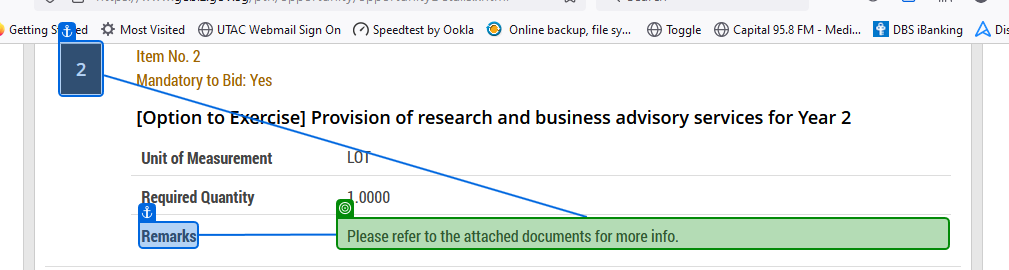 Getting St ed Most Visited UTAC Webmail Sign On Speedtest by Ookla Online backup, file sy... Toggle Capital 95.8 FM - Medi... DBS iBanking Dis
2
Item No. 2
Mandatory to Bid: Yes
[Option to Exercise] Provision of research and business advisory services for Year 2
Unit of Measurement LOT
Required Quantity 1.0000
Remarks Please refer to the attached documents for more info.